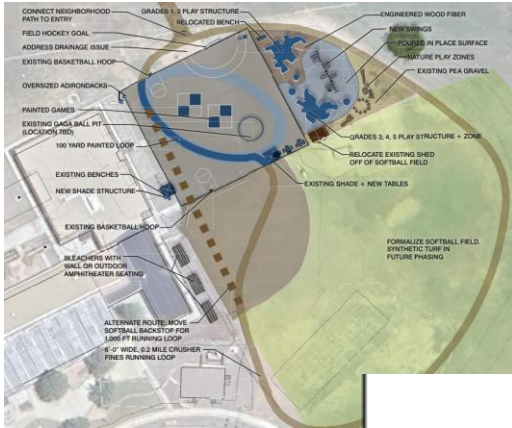 CONNECT NEIGHBORHOOD
PATH TO ENTRY
FIELD HOCKEY GOAL
ADDRESS DRAINAGE ISSUE
EXISTING BASKETBALL HOOP
OVERSIZED ADIRONDACKS
PAINTED GAMES
EXISTING GAGA BALL PIT
(LOCATION TBD)
100 YARD PAINTED LOOP
EXISTING BENCHES
NEW SHADE STRUCTURE
EXISTING BASKETBALL HOOP
BLEACHERS WITH
WALL OR OUTDOOR
AMPHITHEATER SEATING
ALTERNATE ROUTE; MOVE
SOFTBALL BACKSTOP FOR
1,000 FT RUNNING LOOP
6'-0" WIDE, 0.2 MILE CRUSHER
FINES RUNNING LOOP
GRADES 1, 2 PLAY STRUCTURE
RELOCATED BENCH
ENGINEERED WOOD FIBER
NEW SWINGS
POURED IN PLACE SURFACE
NATURE PLAY ZONES
EXISTING PEA GRAVEL
GRADES 3, 4, 5 PLAY STRUCTURE + ZONE
RELOCATE EXISTING SHED
OFF OF SOFTBALL FIELD
EXISTING SHADE + NEW TABLES
FORMALIZE SOFTBALL FIELD.
SYNTHETIC TURF IN
FUTURE PHASING